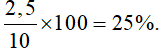 2,5/10 × 100 = 25%.